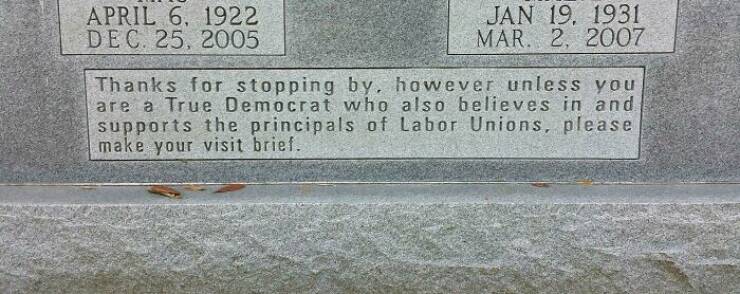 APRIL 6, 1922
DEC. 25, 2005
JAN 19, 1931
MAR. 2, 2007
Thanks for stopping by, however unless you
are a True Democrat who also believes in and
supports the principals of Labor Unions, please
make your visit brief.